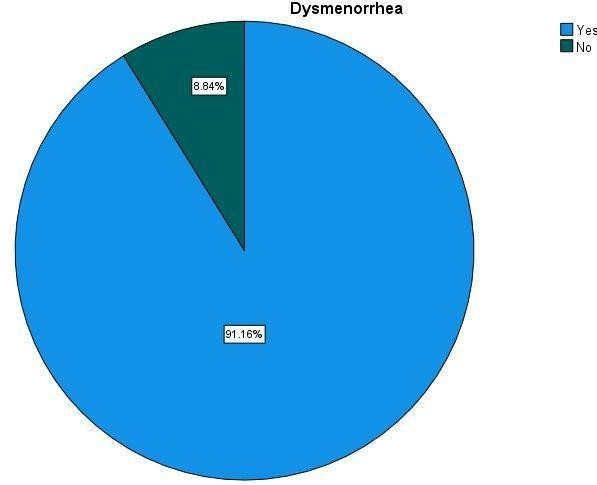 Dysmenorrhea
Yes
No
8.84%
91.16%